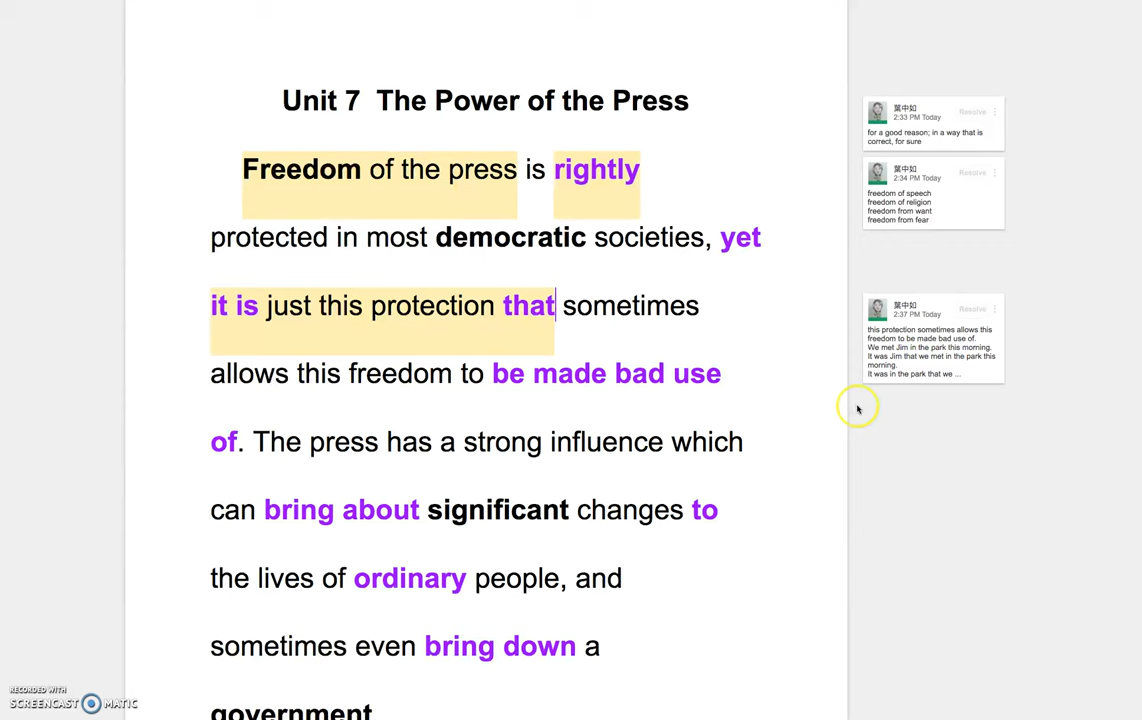 Unit 7 The Power of the Press
Freedom of the press is rightly
protected in most democratic societies, yet
it is just this protection that sometimes
allows this freedom to be made bad use
of. The press has a strong influence which
can bring about significant changes to
the lives of ordinary people, and
sometimes even bring down a
government
葉中如
2:33 PM Today
Resolve
for a good reason; in a way that is
correct, for sure
葉中如
2:34 PM Today
Resolve
freedom of speech
freedom of religion
freedom from want
freedom from fear
葉中如
2:37 PM Today
Resolve
this protection sometimes allows this
freedom to be made bad use of.
We met Jim in the park this morning.
It was Jim that we met in the park this
morning.
It was in the park that we ...
RECORDED WITH
SCREENCAST MATIC